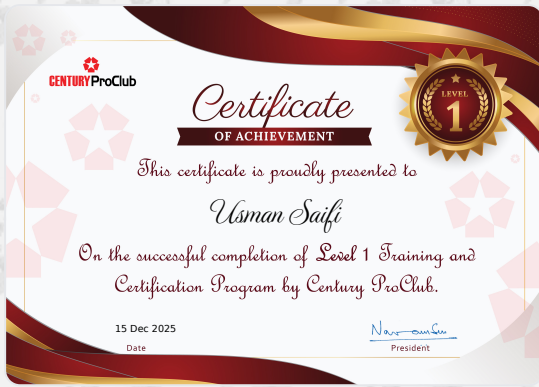 CENTURY ProClub
Certificate
OF ACHIEVEMENT
LEVEL
1
This certificate is proudly presented to
Usman Saifi
On the successful completion of Level 1 Training and
Certification Program by Century ProClub.
15 Dec 2025
Date
President